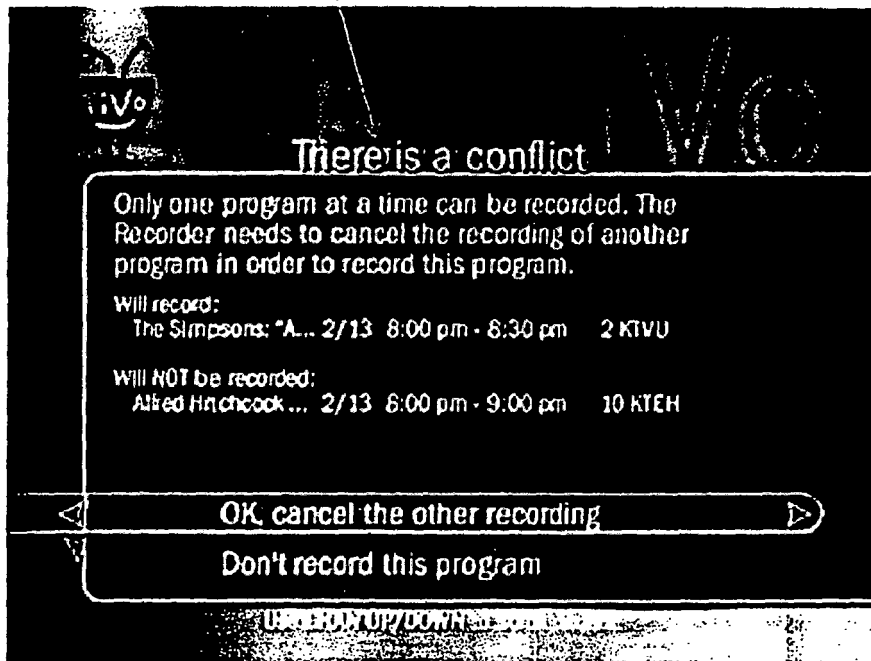 TiVo
There is a conflict
Only one program at a time can be recorded. The
Recorder needs to cancel the recording of another
program in order to record this program.
Will record:
The Simpsons: "A... 2/13 8:00 pm - 8:30 pm 2 KTVU
Will NOT be recorded:
Alfred Hitchcock ... 2/13 8:00 pm - 9:00 pm 10 KTEH
OK, cancel the other recording
Don't record this program
UP/DOWN